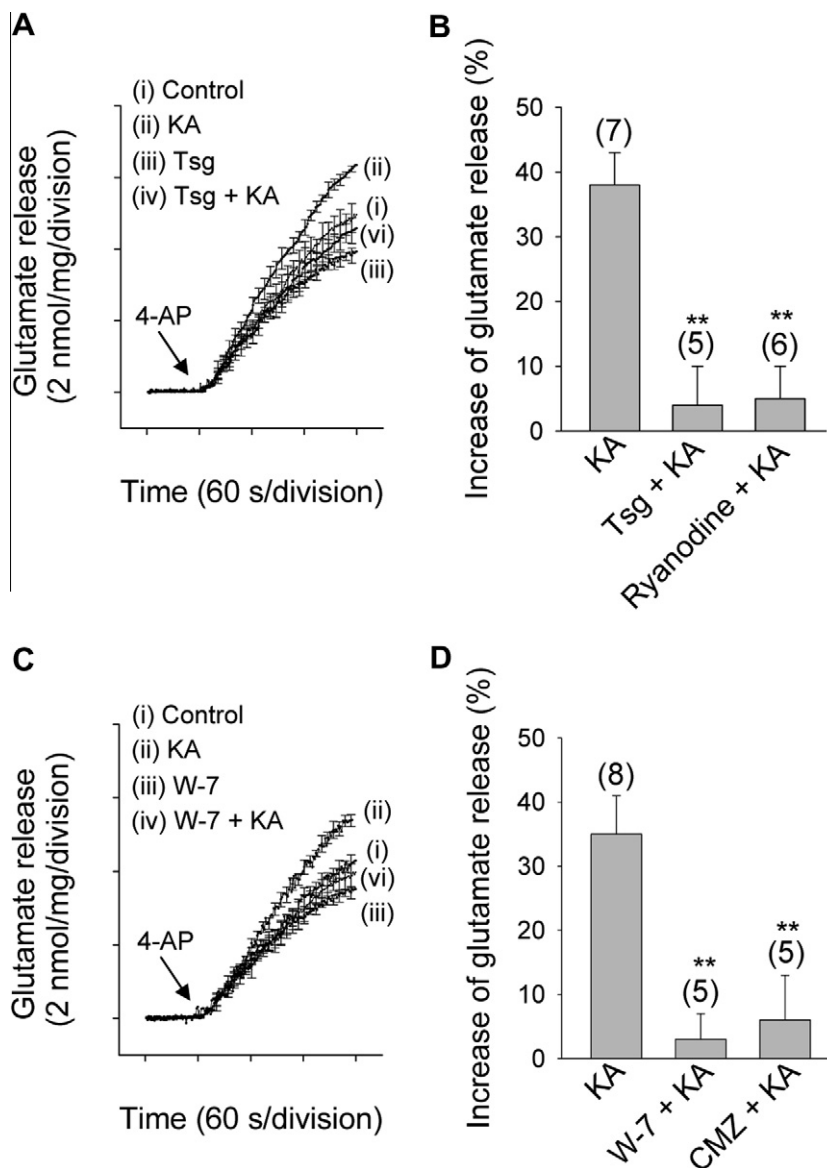 A
(i) Control
(ii) KA
(iii) Tsg
(iv) Tsg + KA
(ii)
(i)
(vi)
(iii)
4-AP
Glutamate release
(2 nmol/mg/division)
Time (60 s/division)
B
Increase of glutamate release (%)
50
40
30
20
10
0
(7)
**
(5)
**
(6)
KA
Tsg + KA
Ryanodine + KA
C
(i) Control
(ii) KA
(iii) W-7
(iv) W-7 + KA
(ii)
(i)
(vi)
(iii)
4-AP
Glutamate release
(2 nmol/mg/division)
Time (60 s/division)
D
Increase of glutamate release (%)
50
40
30
20
10
0
(8)
**
(5)
**
(5)
KA
W-7 + KA
CMZ + KA